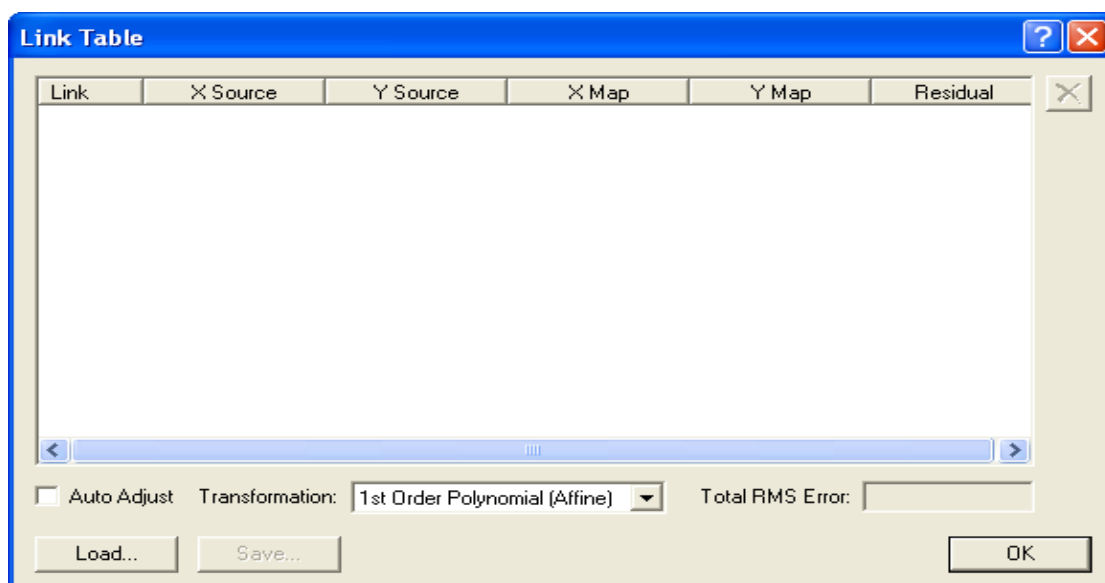 Link Table
Link X Source Y Source X Map Y Map Residual
Auto Adjust Transformation: 1st Order Polynomial (Affine) Total RMS Error:
Load... Save... OK